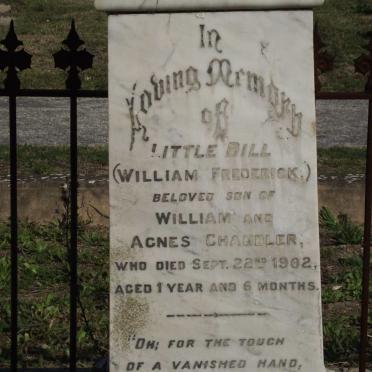 In
Loving Memory
of
LITTLE BILL
(WILLIAM FREDERICK,)
BELOVED SON OF
WILLIAM AND
AGNES CHANDLER,
WHO DIED SEPT. 22ND 1902,
AGED 1 YEAR AND 6 MONTHS.
"OH; FOR THE TOUCH
OF A VANISHED HAND,